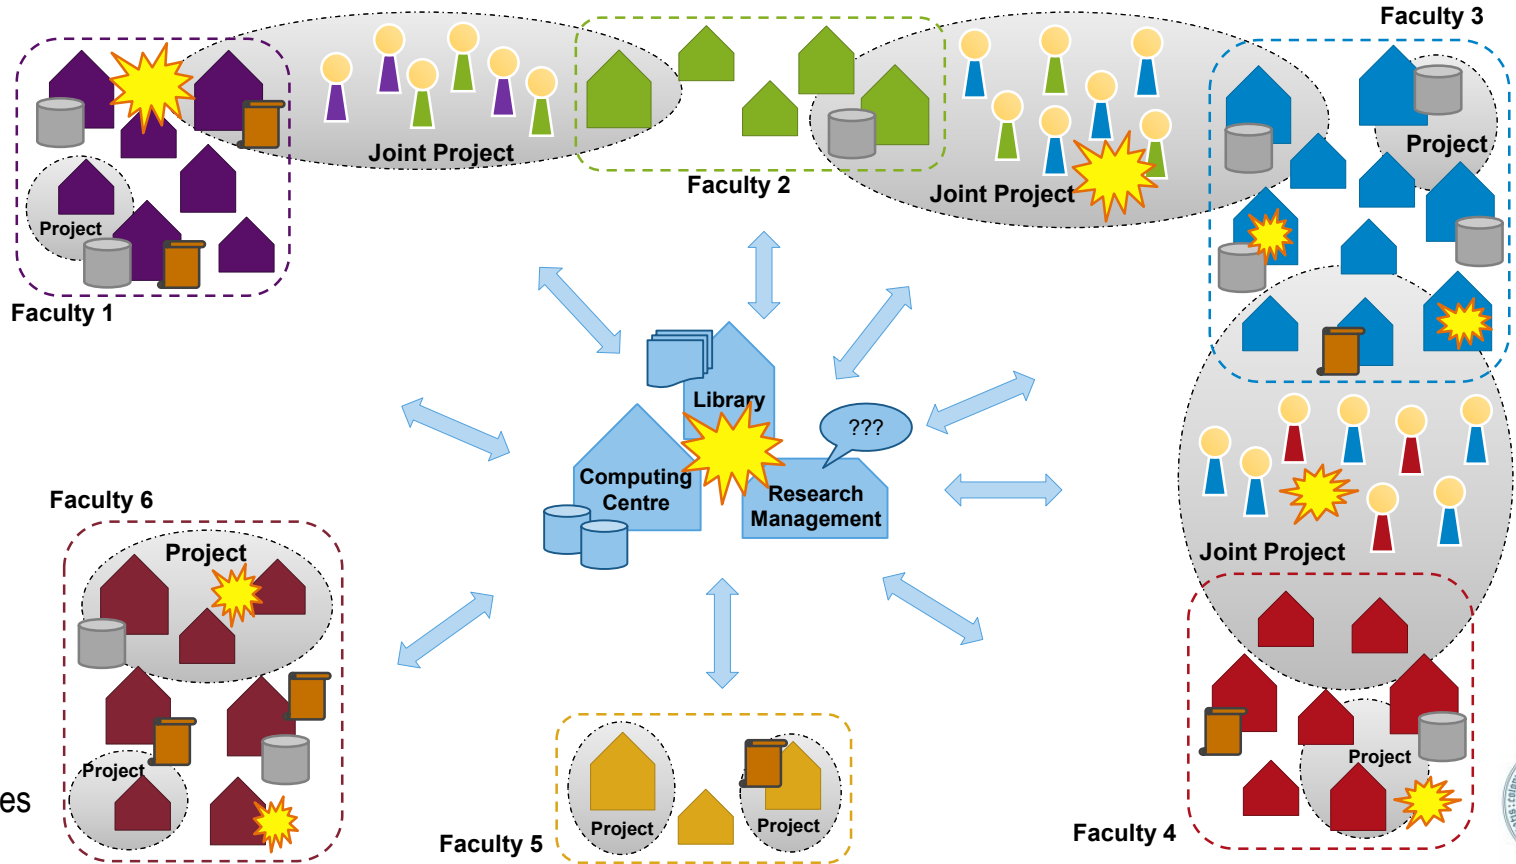 Faculty 3
Joint Project
Project
Faculty 2
Joint Project
Project
Faculty 1
Library
???
Computing
Centre
Research
Management
Faculty 6
Project
Joint Project
Project
Project
es
Project
Project
Faculty 5
Faculty 4